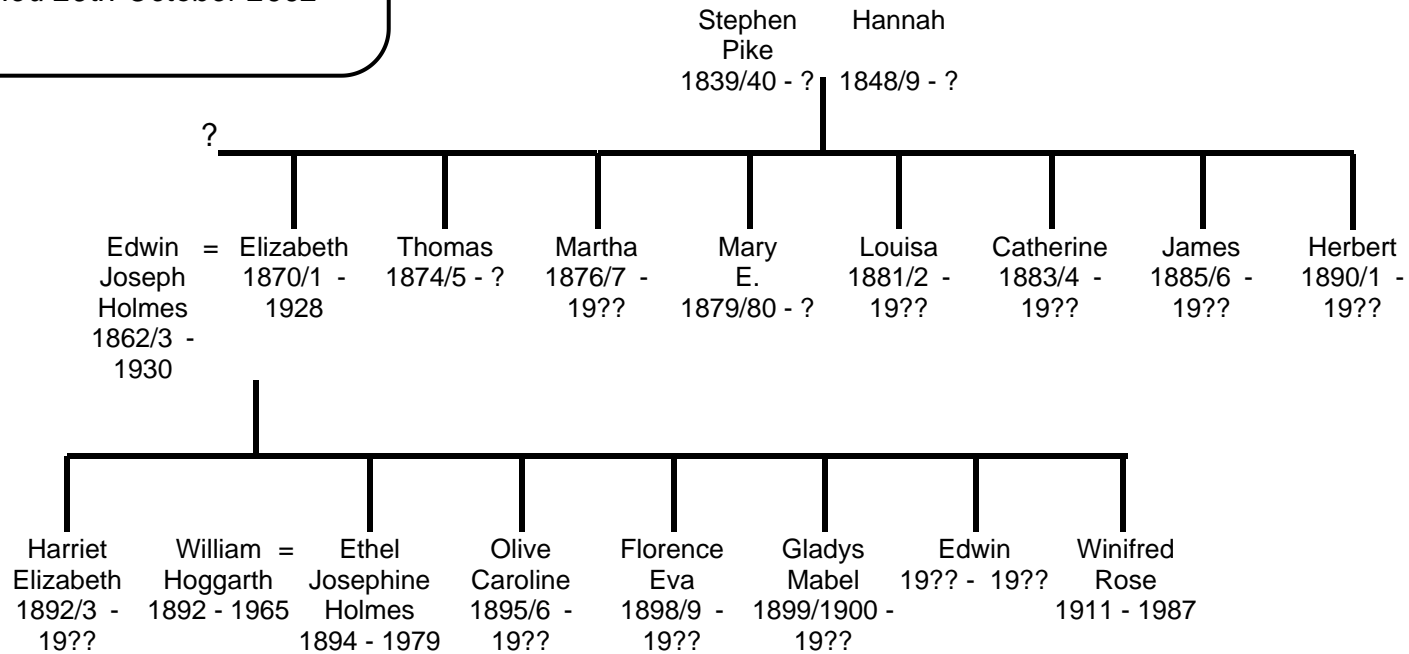 October 2002
Stephen Pike 1839/40 - ?
Hannah 1848/9 - ?
?
Edwin Joseph Holmes 1862/3 - 1930
=
Elizabeth 1870/1 - 1928
Thomas 1874/5 - ?
Martha 1876/7 - 19??
Mary E. 1879/80 - ?
Louisa 1881/2 - 19??
Catherine 1883/4 - 19??
James 1885/6 - 19??
Herbert 1890/1 - 19??
Harriet Elizabeth 1892/3 - 19??
William Hoggarth 1892 - 1965
=
Ethel Josephine Holmes 1894 - 1979
Olive Caroline 1895/6 - 19??
Florence Eva 1898/9 - 19??
Gladys Mabel 1899/1900 - 19??
Edwin 19?? - 19??
Winifred Rose 1911 - 1987